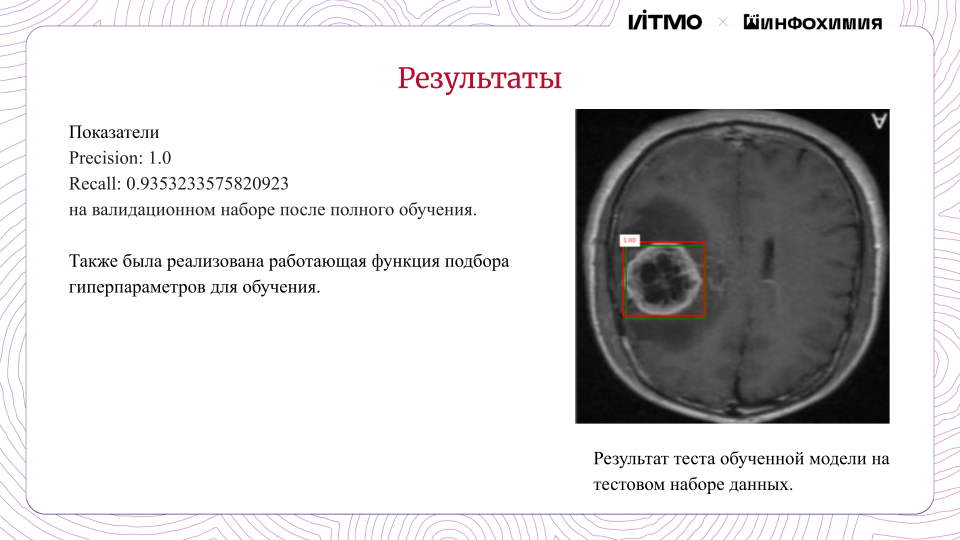 ИТМО × ИНФОХИМИЯ
Результаты
Показатели
Precision: 1.0
Recall: 0.9353233575820923
на валидационном наборе после полного обучения.
Также была реализована работающая функция подбора
гиперпараметров для обучения.
A
1.00
Результат теста обученной модели на
тестовом наборе данных.